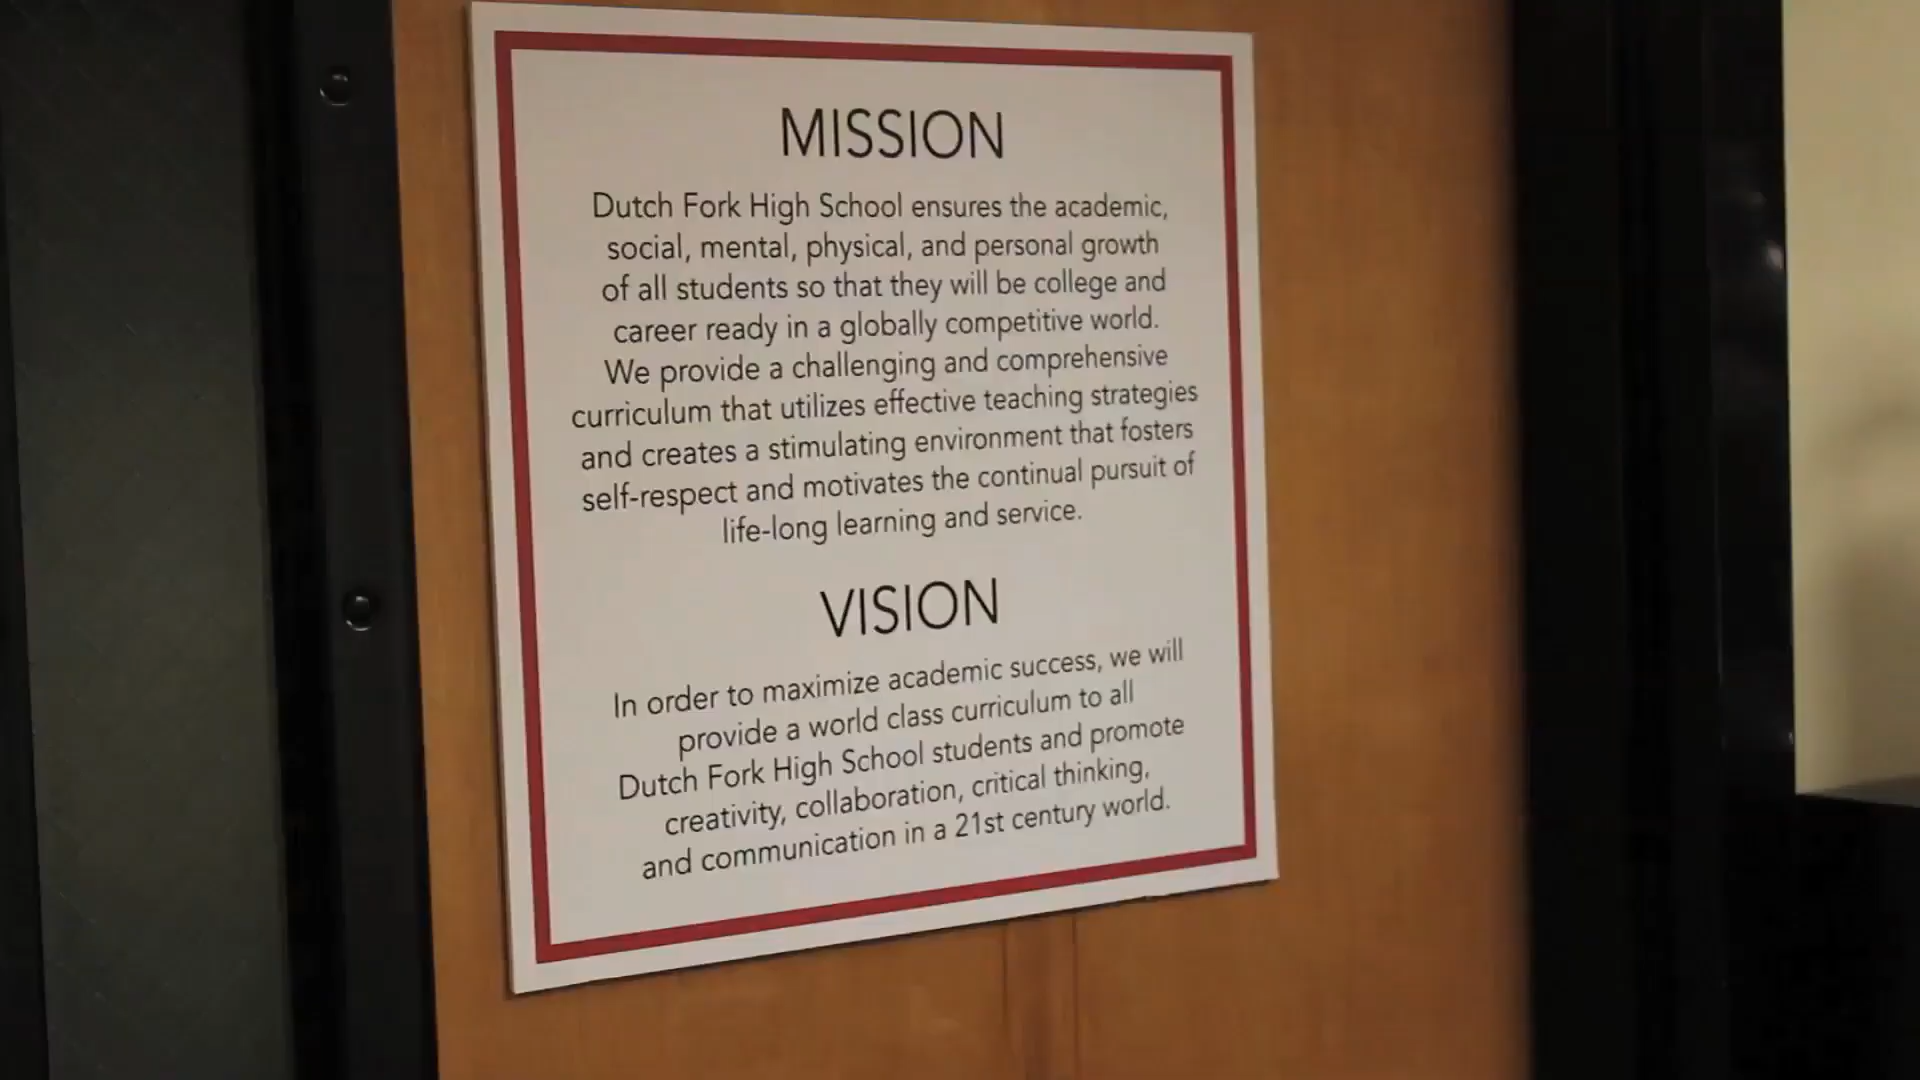 MISSION
Dutch Fork High School ensures the academic,
social, mental, physical, and personal growth
of all students so that they will be college and
career ready in a globally competitive world.
We provide a challenging and comprehensive
curriculum that utilizes effective teaching strategies
and creates a stimulating environment that fosters
self-respect and motivates the continual pursuit of
life-long learning and service.
VISION
In order to maximize academic success, we will
provide a world class curriculum to all
Dutch Fork High School students and promote
creativity, collaboration, critical thinking,
and communication in a 21st century world.